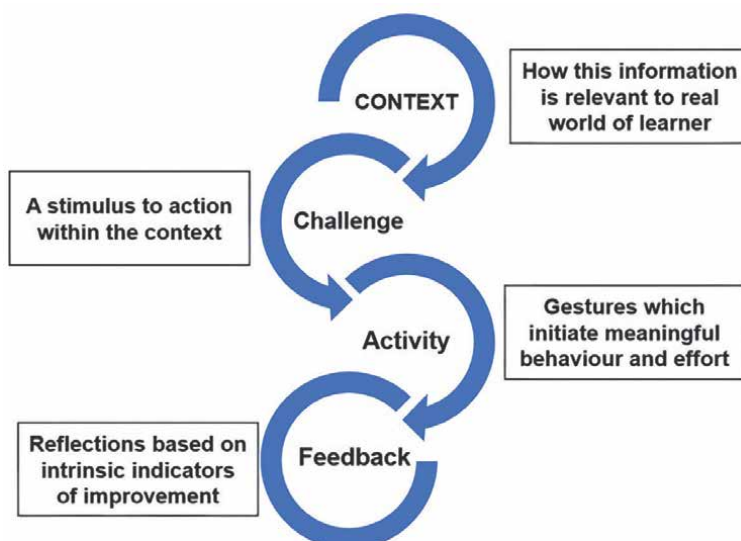 CONTEXT
How this information
is relevant to real
world of learner
A stimulus to action
within the context
Challenge
Activity
Gestures which
initiate meaningful
behaviour and effort
Reflections based on
intrinsic indicators
of improvement
Feedback